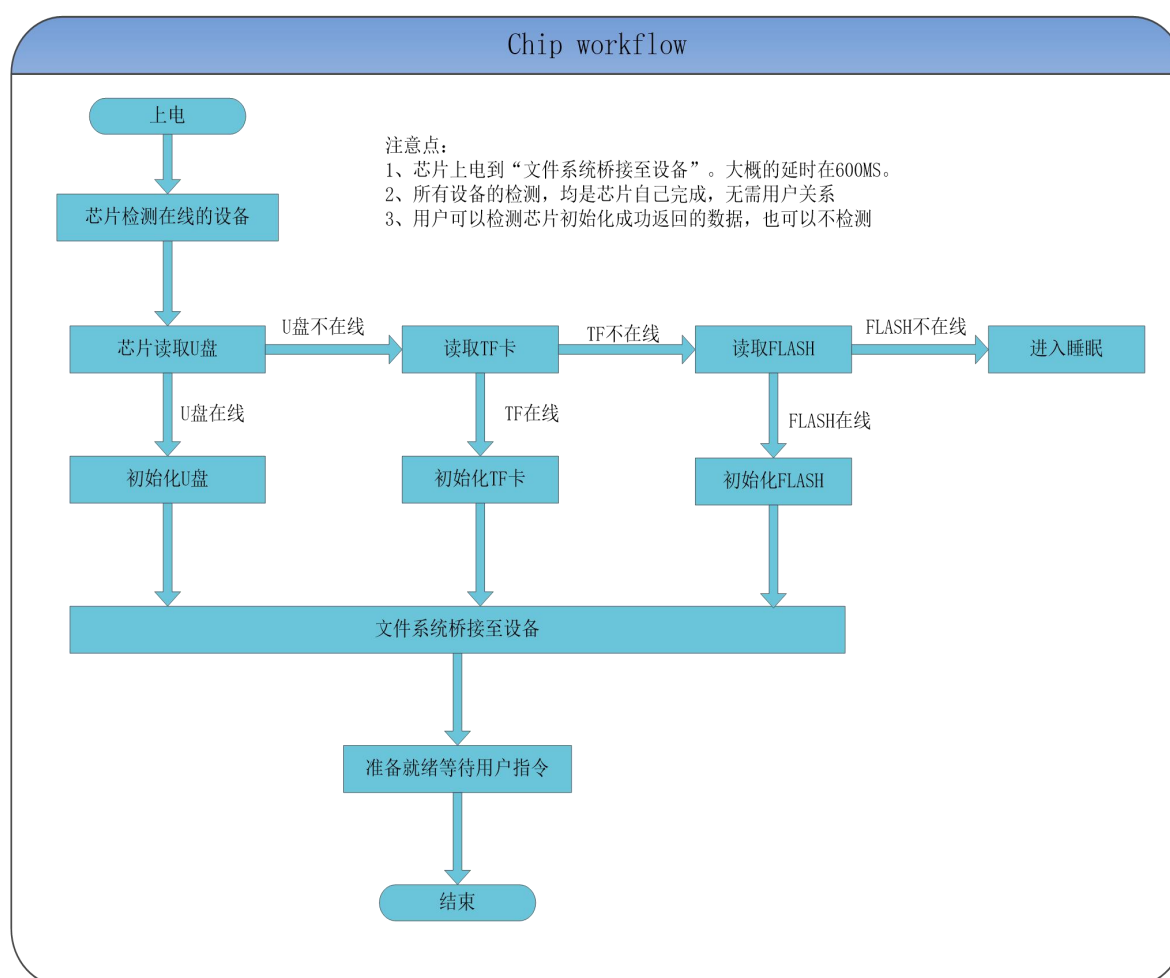 Chip workflow
上电
注意点:
1、芯片上电到“文件系统桥接至设备”。大概的延时在600MS。
2、所有设备的检测，均是芯片自己完成，无需用户关系
3、用户可以检测芯片初始化成功返回的数据，也可以不检测
芯片检测在线的设备
芯片读取U盘
U盘不在线
读取TF卡
TF不在线
读取FLASH
FLASH不在线
进入睡眠
U盘在线
TF在线
FLASH在线
初始化U盘
初始化TF卡
初始化FLASH
文件系统桥接至设备
准备就绪等待用户指令
结束